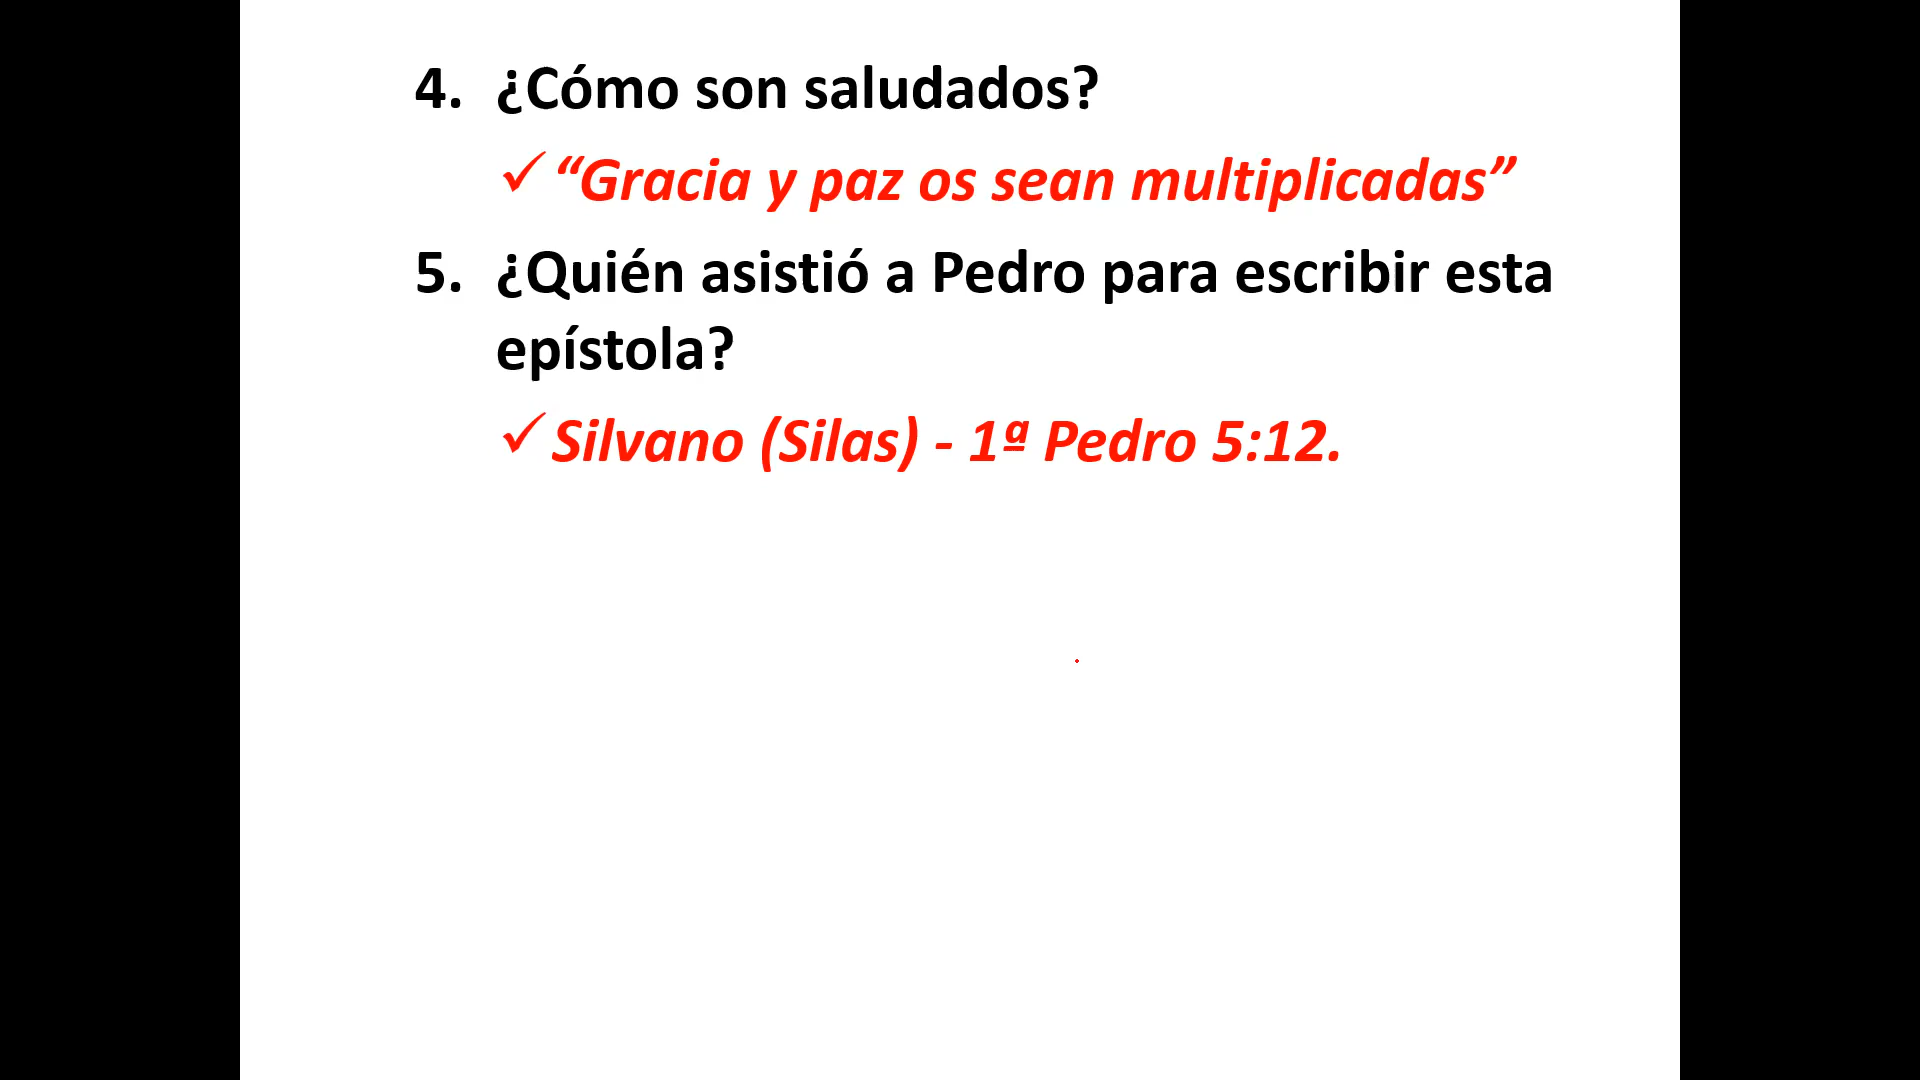 4. ¿Cómo son saludados?
✓ “Gracia y paz os sean multiplicadas”
5. ¿Quién asistió a Pedro para escribir esta
epístola?
✓ Silvano (Silas) - 1ª Pedro 5:12.